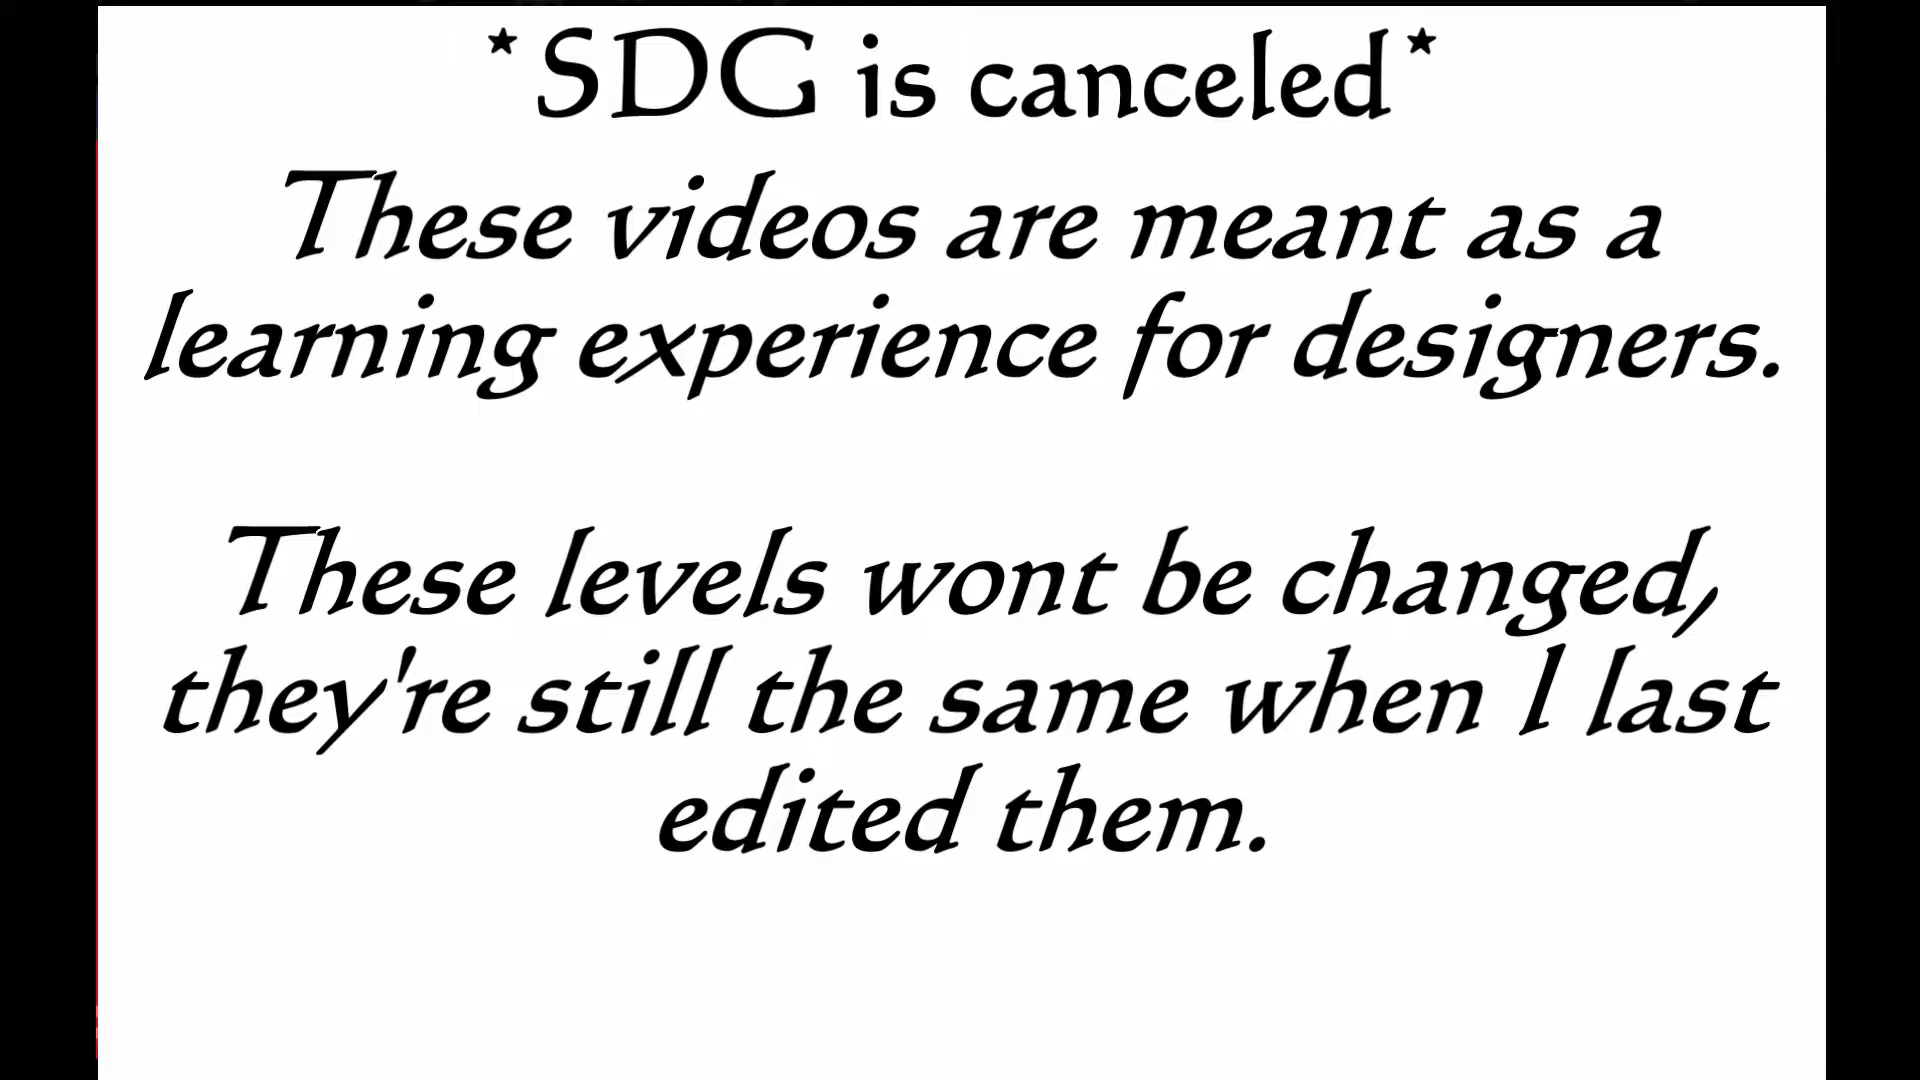 *SDG is canceled*
These videos are meant as a
learning experience for designers.
These levels wont be changed,
they're still the same when I last
edited them.